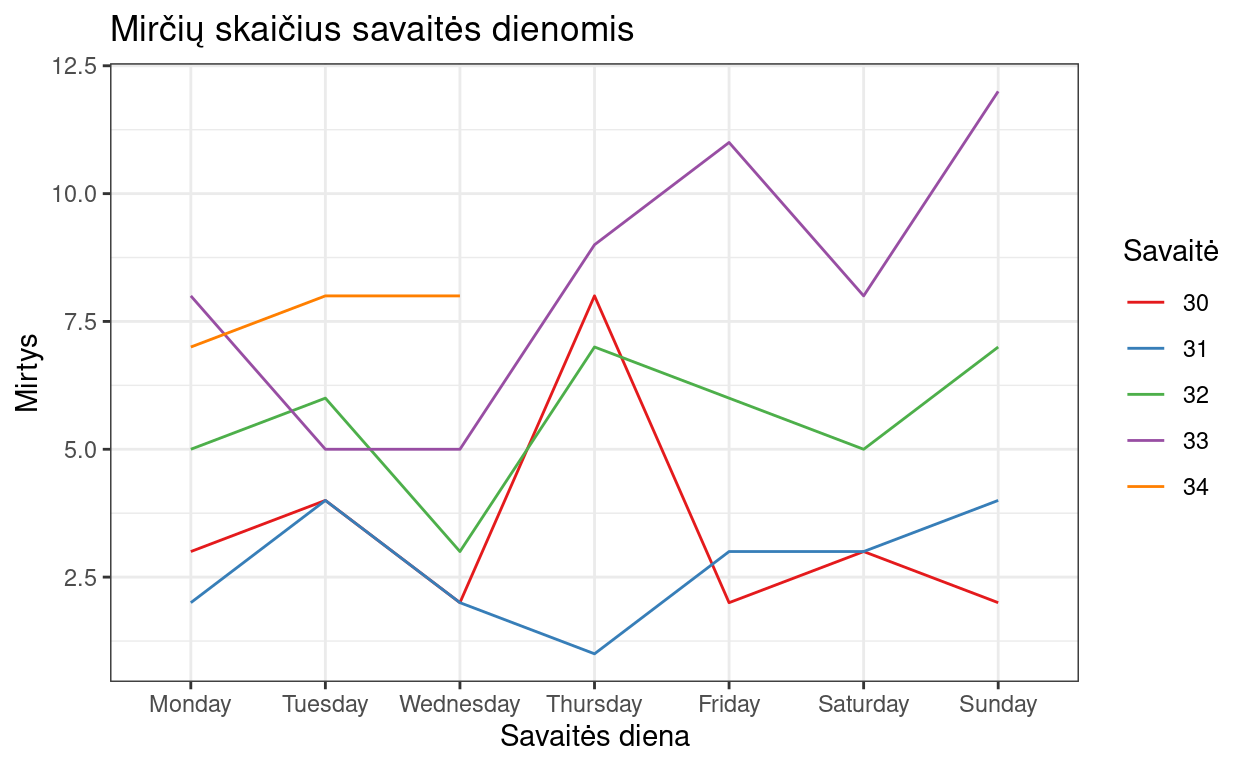 Mirčių skaičius savaitės dienomis
12.5
10.0
7.5
5.0
2.5
Mirtys
Monday Tuesday Wednesday Thursday Friday Saturday Sunday
Savaitės diena
Savaitė
30
31
32
33
34